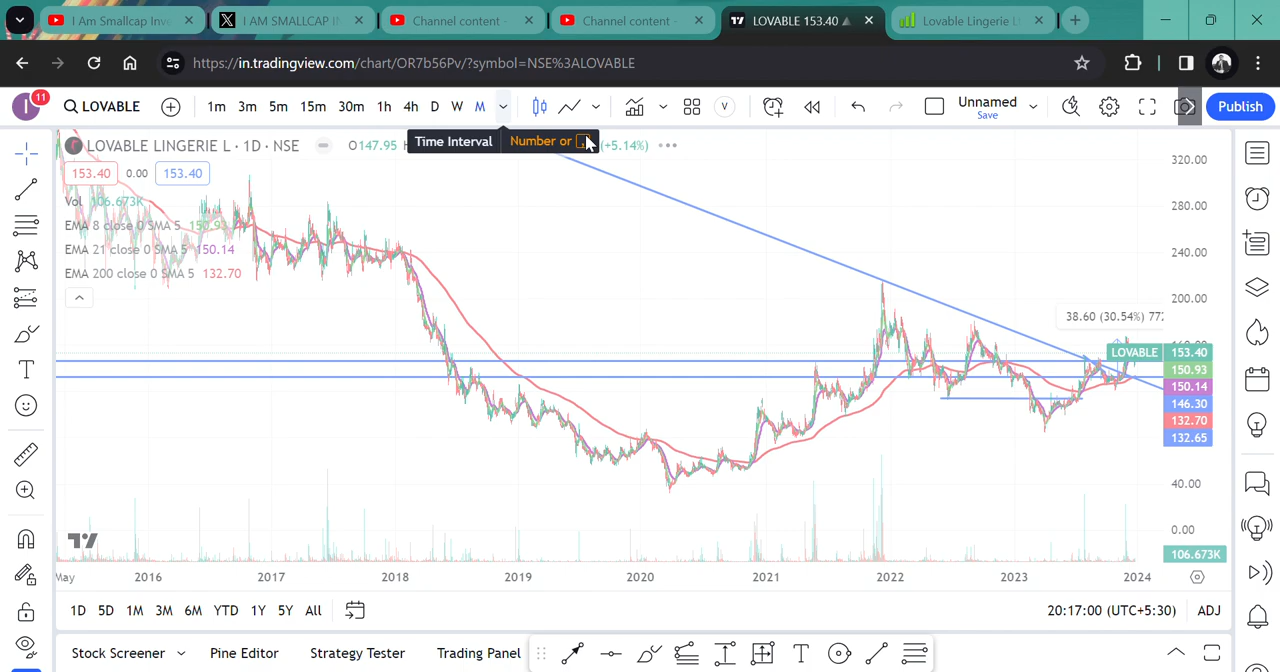 I Am Smallcap Inve
I AM SMALLCAP IN
Channel content -
Channel content -
LOVABLE 153.40
Lovable Lingerie L
https://in.tradingview.com/chart/OR7b56Pv/?symbol=NSE%3ALOVABLE
11
LOVABLE
1m 3m 5m 15m 30m 1h 4h D W M
V
Unnamed
Save
Publish
Time Interval Number or ,
LOVABLE LINGERIE L · 1D · NSE O147.95 (+5.14%)
153.40 0.00 153.40
Vol 106.673K
EMA 8 close 0 SMA 5 150.93
EMA 21 close 0 SMA 5 150.14
EMA 200 close 0 SMA 5 132.70
320.00
280.00
240.00
200.00
38.60 (30.54%)
LOVABLE 153.40
150.93
150.14
146.30
132.70
132.65
40.00
0.00
106.673K
May 2016 2017 2018 2019 2020 2021 2022 2023 2024
1D 5D 1M 3M 6M YTD 1Y 5Y All
20:17:00 (UTC+5:30) ADJ
Stock Screener Pine Editor Strategy Tester Trading Panel